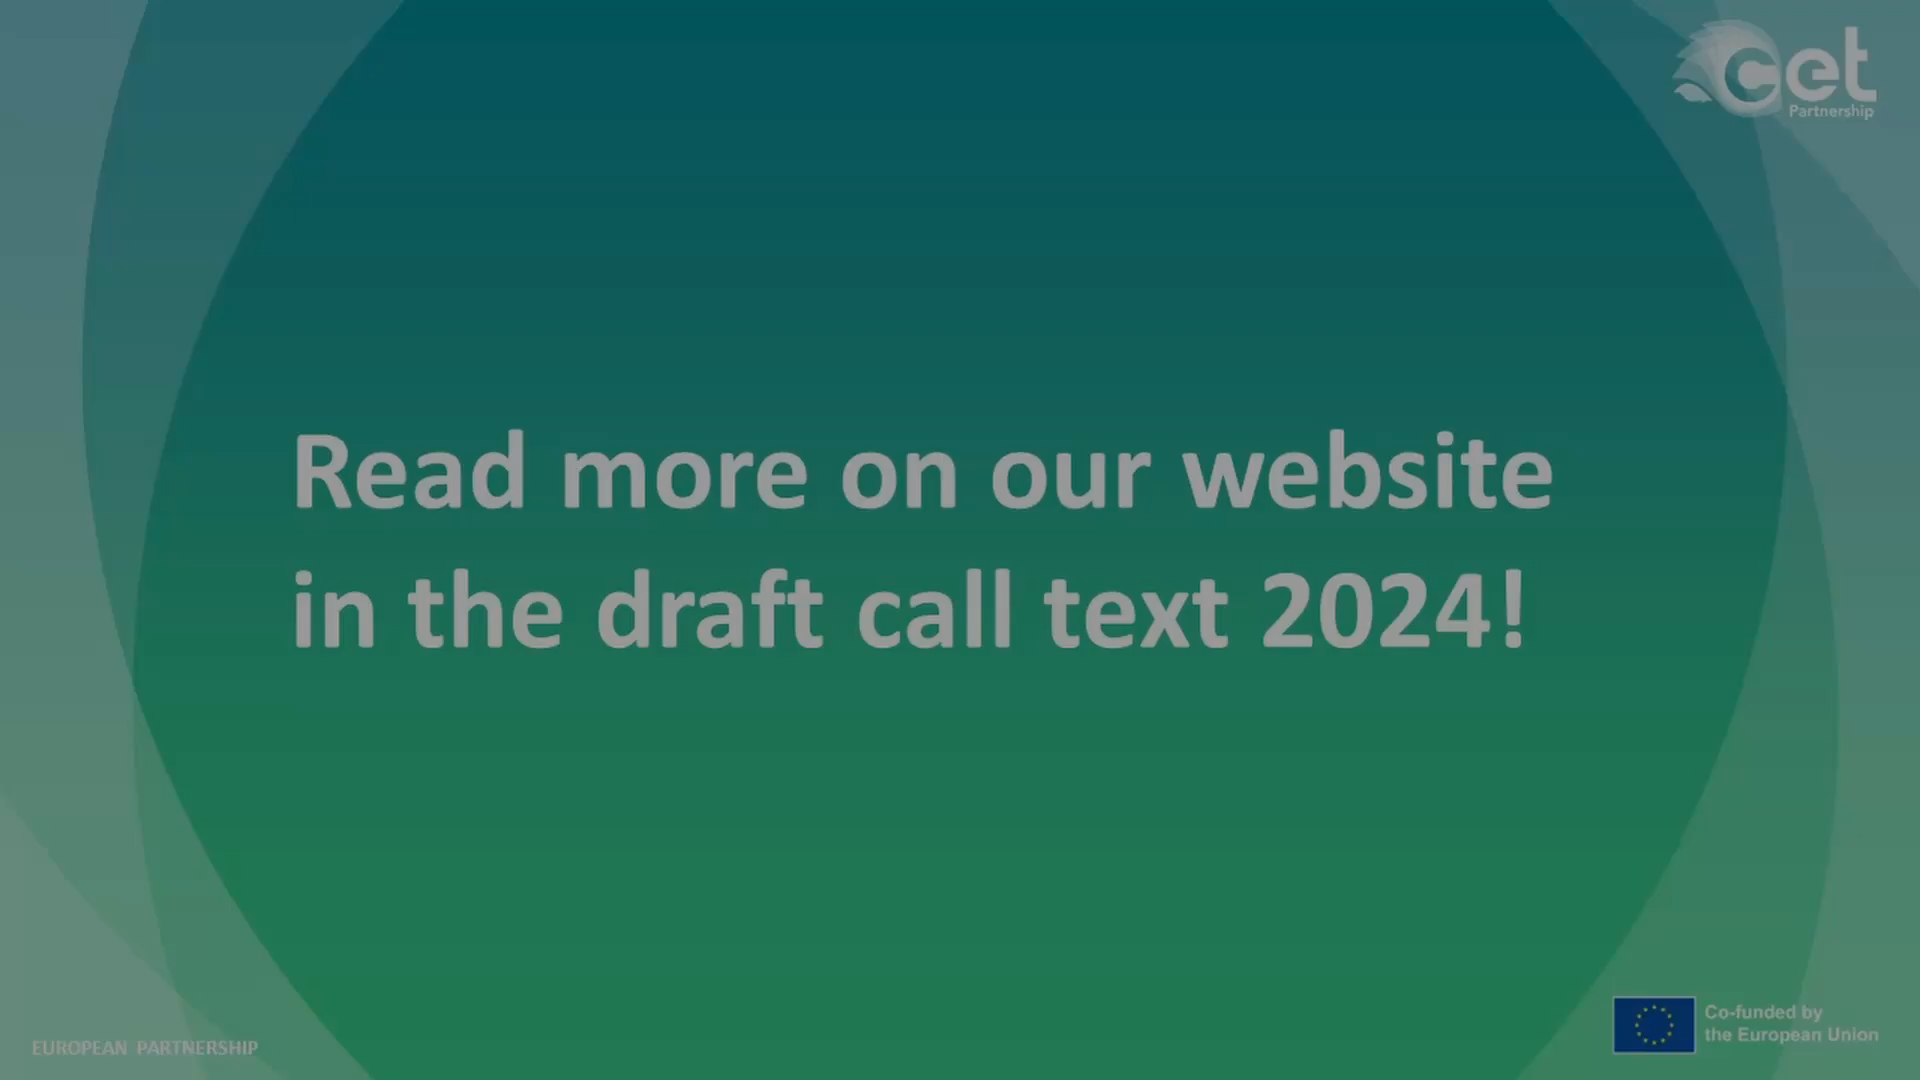 cet
Partnership
Read more on our website
in the draft call text 2024!
EUROPEAN PARTNERSHIP
Co-funded by
the European Union